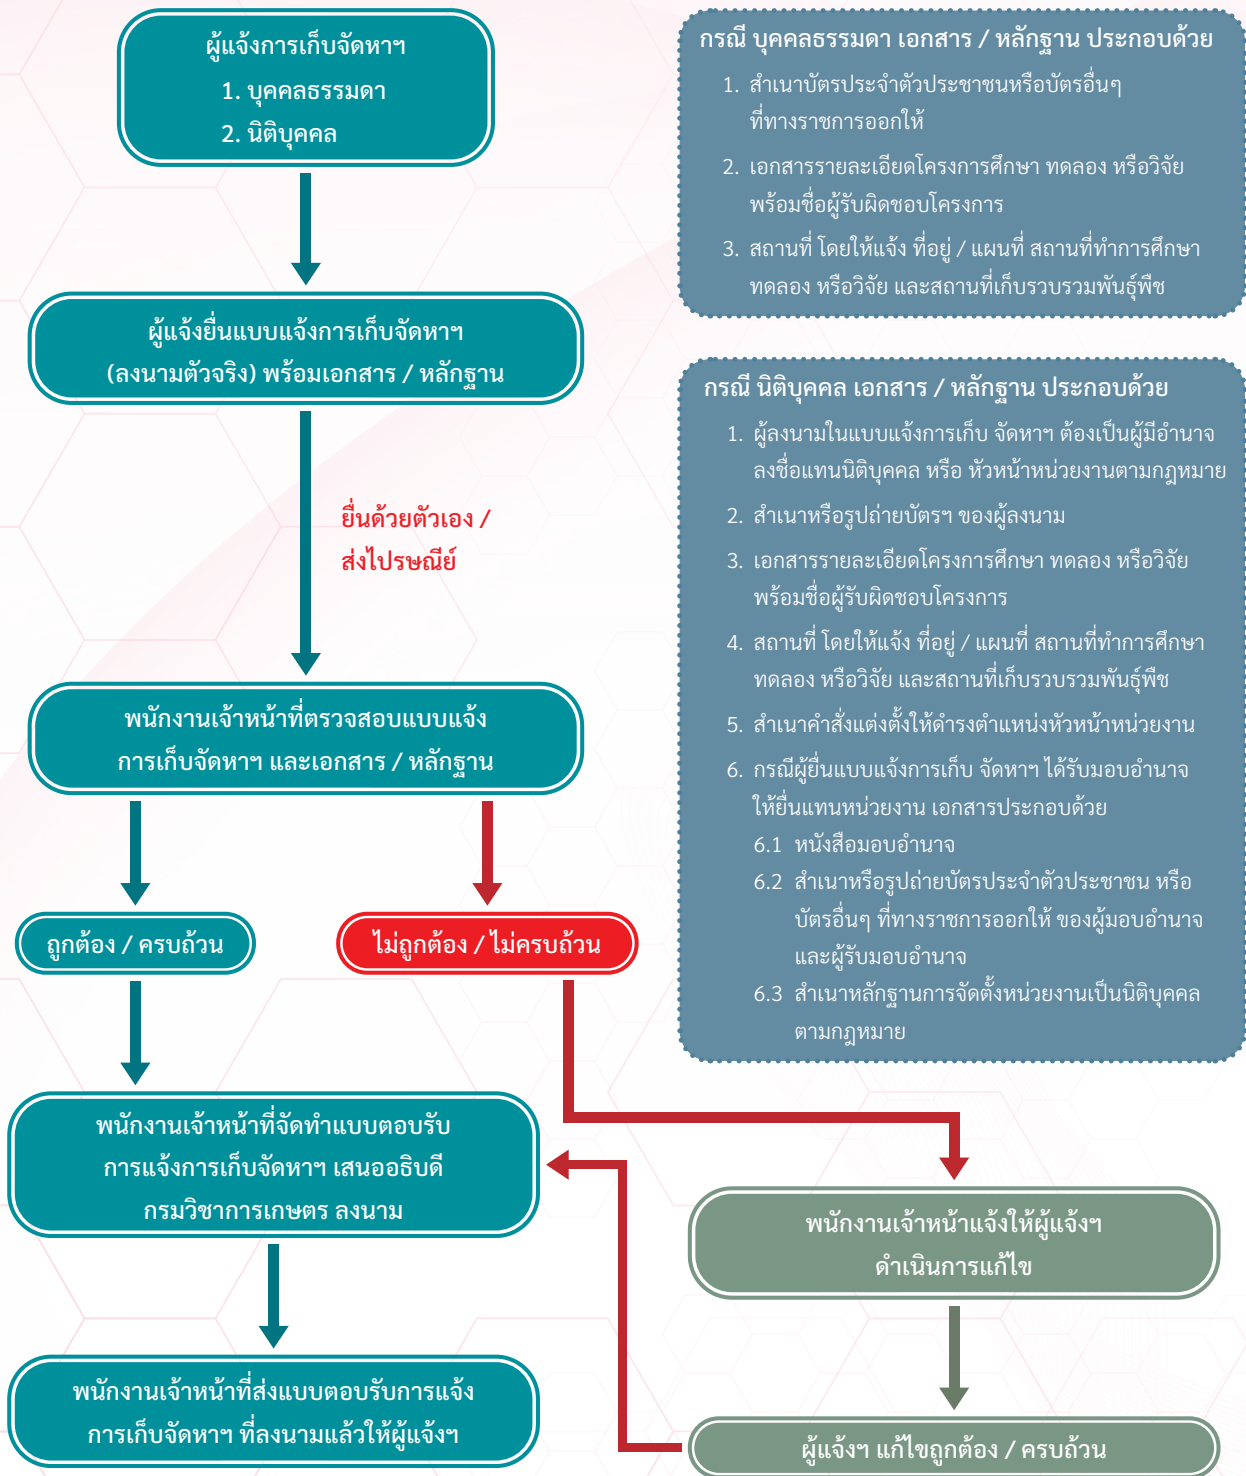 ผู้แจ้งการเก็บจัดหาฯ
1. บุคคลธรรมดา
2. นิติบุคคล
ผู้แจ้งยื่นแบบแจ้งการเก็บจัดหาฯ
(ลงนามตัวจริง) พร้อมเอกสาร / หลักฐาน
ยื่นด้วยตัวเอง /
ส่งไปรษณีย์
พนักงานเจ้าหน้าที่ตรวจสอบแบบแจ้ง
การเก็บจัดหาฯ และเอกสาร / หลักฐาน
ถูกต้อง / ครบถ้วน
ไม่ถูกต้อง / ไม่ครบถ้วน
พนักงานเจ้าหน้าที่จัดทำแบบตอบรับ
การแจ้งการเก็บจัดหาฯ เสนออธิบดี
กรมวิชาการเกษตร ลงนาม
พนักงานเจ้าหน้าที่ส่งแบบตอบรับการแจ้ง
การเก็บจัดหาฯ ที่ลงนามแล้วให้ผู้แจ้งฯ
กรณี บุคคลธรรมดา เอกสาร / หลักฐาน ประกอบด้วย
1. สำเนาบัตรประจำตัวประชาชนหรือบัตรอื่นๆ
ที่ทางราชการออกให้
2. เอกสารรายละเอียดโครงการศึกษา ทดลอง หรือวิจัย
พร้อมชื่อผู้รับผิดชอบโครงการ
3. สถานที่ โดยให้แจ้ง ที่อยู่ / แผนที่ สถานที่ทำการศึกษา
ทดลอง หรือวิจัย และสถานที่เก็บรวบรวมพันธุ์พืช
กรณี นิติบุคคล เอกสาร / หลักฐาน ประกอบด้วย
1. ผู้ลงนามในแบบแจ้งการเก็บ จัดหาฯ ต้องเป็นผู้มีอำนาจ
ลงชื่อแทนนิติบุคคล หรือ หัวหน้าหน่วยงานตามกฎหมาย
2. สำเนาหรือรูปถ่ายบัตรฯ ของผู้ลงนาม
3. เอกสารรายละเอียดโครงการศึกษา ทดลอง หรือวิจัย
พร้อมชื่อผู้รับผิดชอบโครงการ
4. สถานที่ โดยให้แจ้ง ที่อยู่ / แผนที่ สถานที่ทำการศึกษา
ทดลอง หรือวิจัย และสถานที่เก็บรวบรวมพันธุ์พืช
5. สำเนาคำสั่งแต่งตั้งให้ดำรงตำแหน่งหัวหน้าหน่วยงาน
6. กรณีผู้ยื่นแบบแจ้งการเก็บ จัดหาฯ ได้รับมอบอำนาจ
ให้ยื่นแทนหน่วยงาน เอกสารประกอบด้วย
6.1 หนังสือมอบอำนาจ
6.2 สำเนาหรือรูปถ่ายบัตรประจำตัวประชาชน หรือ
บัตรอื่นๆ ที่ทางราชการออกให้ ของผู้มอบอำนาจ
และผู้รับมอบอำนาจ
6.3 สำเนาหลักฐานการจัดตั้งหน่วยงานเป็นนิติบุคคล
ตามกฎหมาย
พนักงานเจ้าหน้าแจ้งให้ผู้แจ้งฯ
ดำเนินการแก้ไข
ผู้แจ้งฯ แก้ไขถูกต้อง / ครบถ้วน